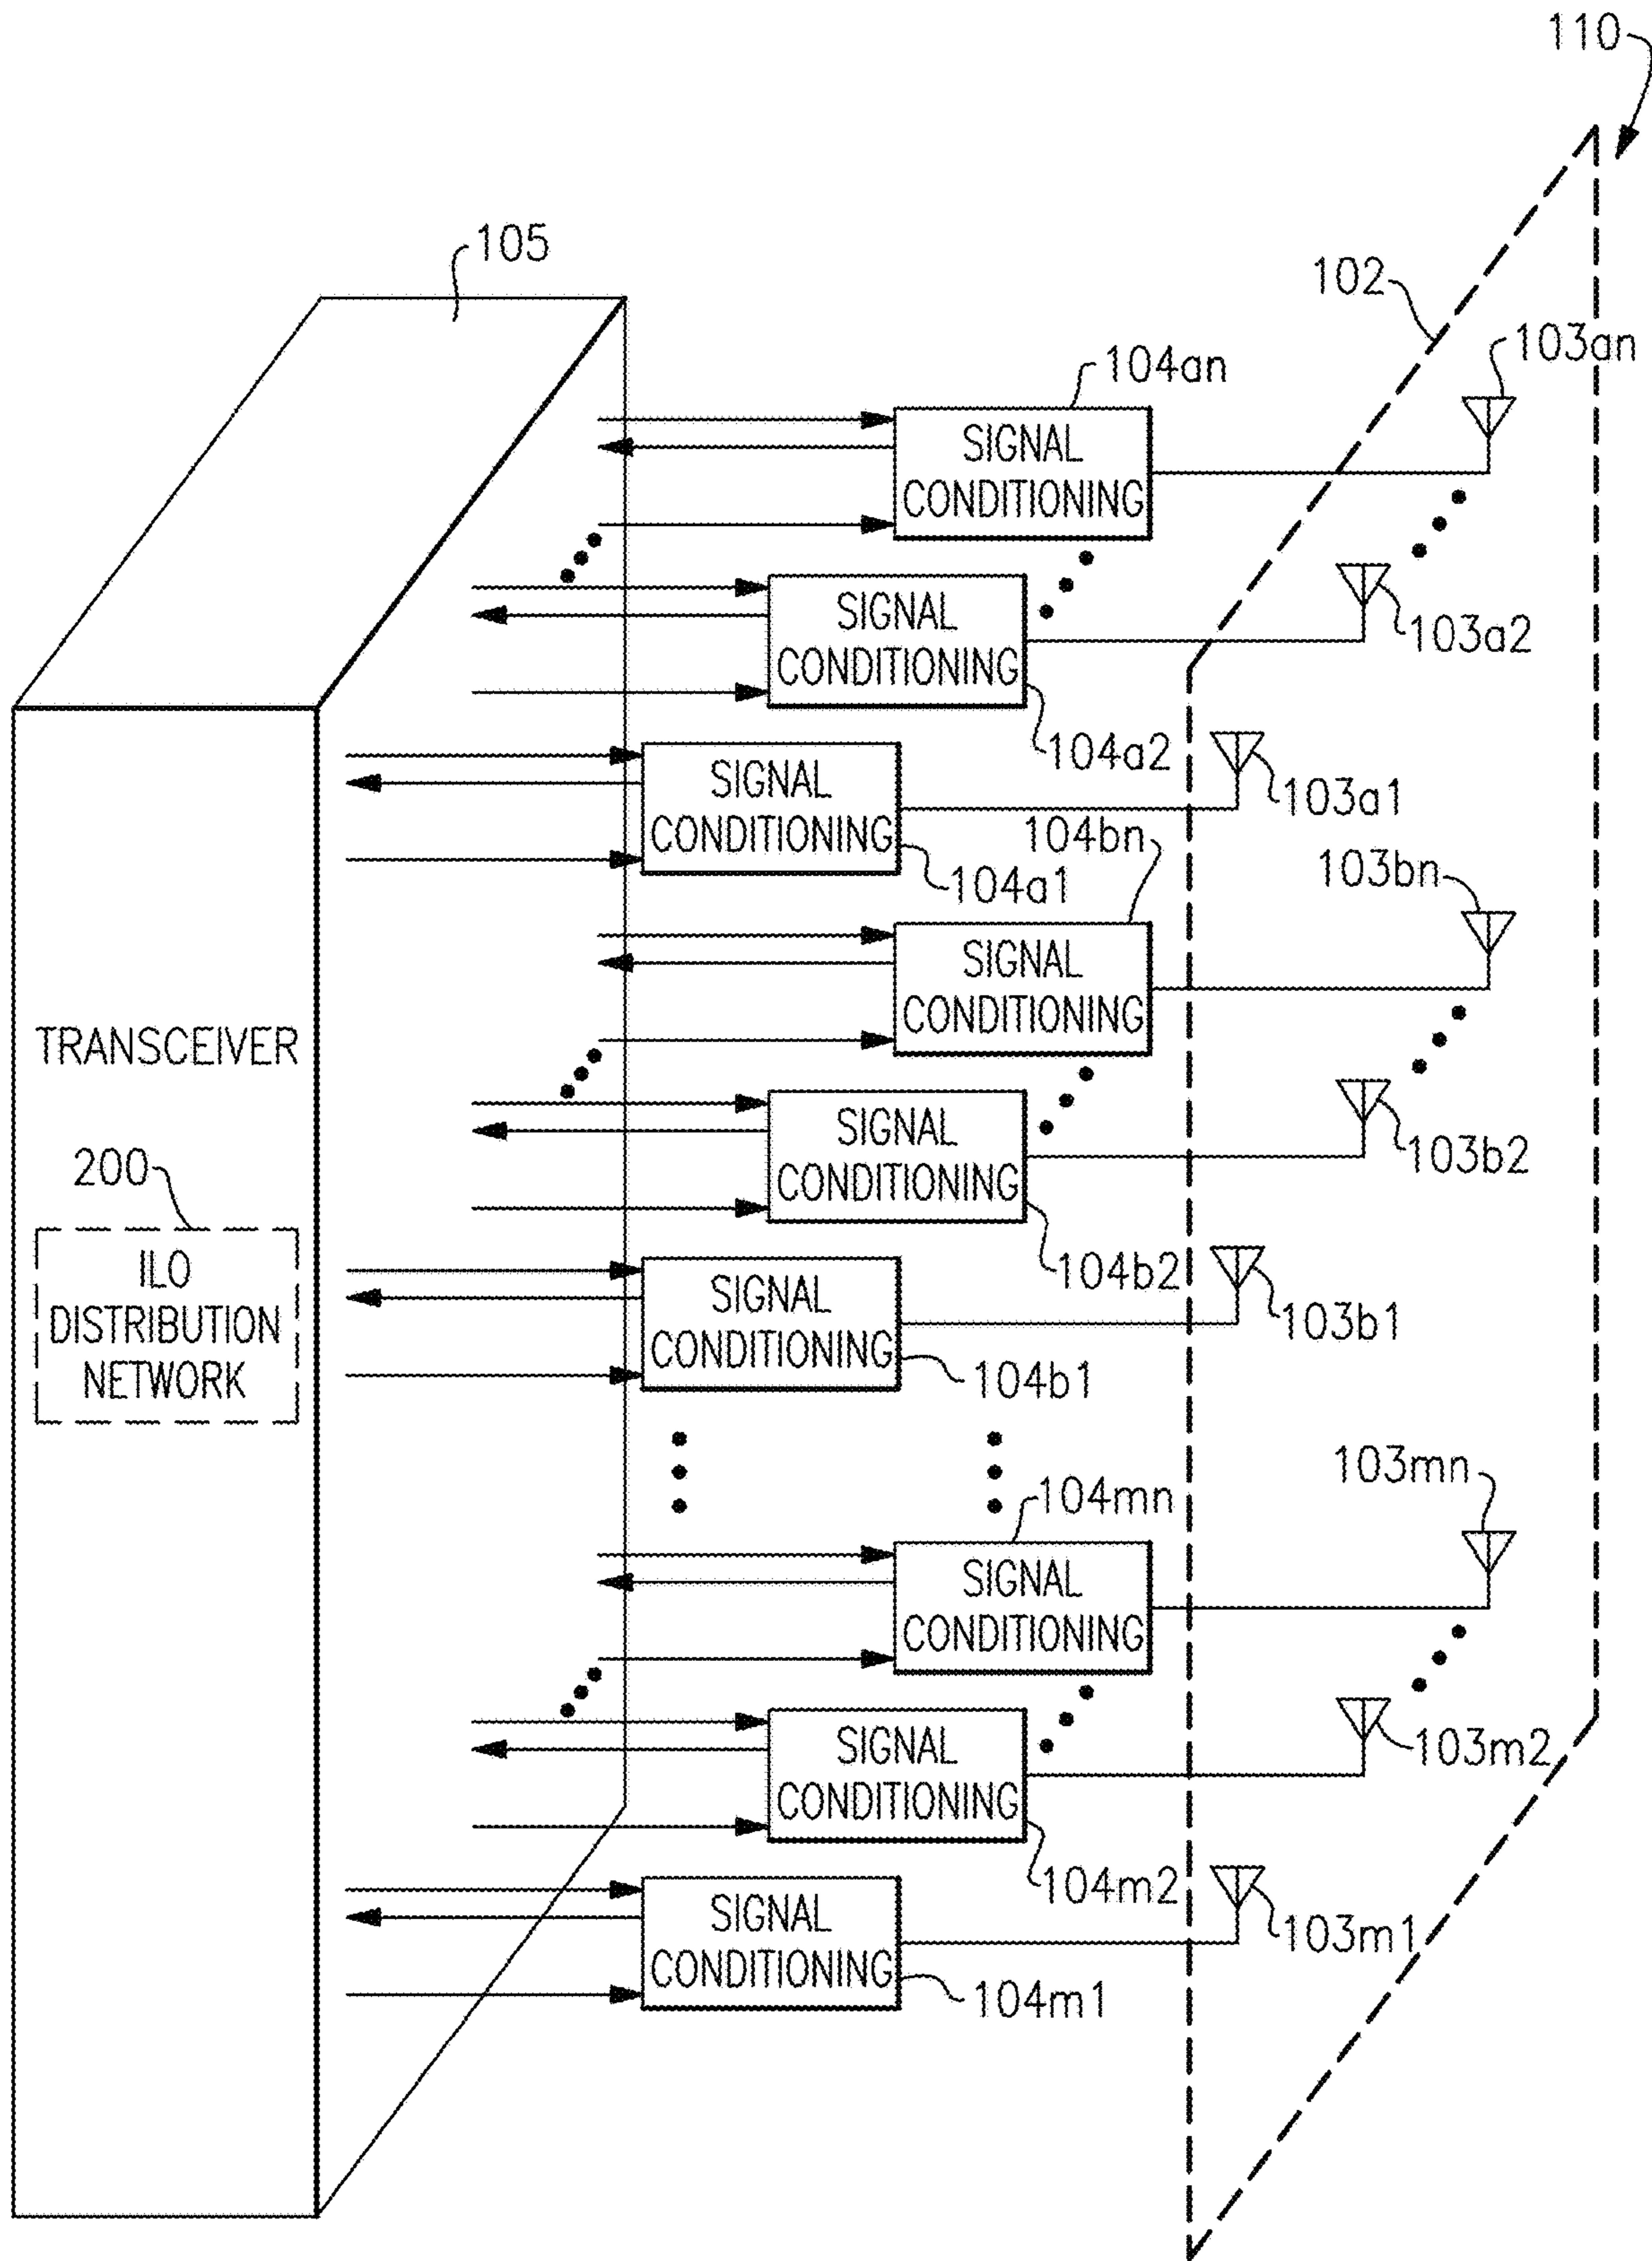 110
105
102
103an
104an
SIGNAL
CONDITIONING
SIGNAL
CONDITIONING
103a2
104a2
SIGNAL
CONDITIONING
103a1
104bn
104a1
103bn
SIGNAL
CONDITIONING
TRANSCEIVER
SIGNAL
CONDITIONING
103b2
200
ILO
DISTRIBUTION
NETWORK
104b2
SIGNAL
CONDITIONING
103b1
104b1
103mn
104mn
SIGNAL
CONDITIONING
SIGNAL
CONDITIONING
103m2
104m2
SIGNAL
CONDITIONING
103m1
104m1